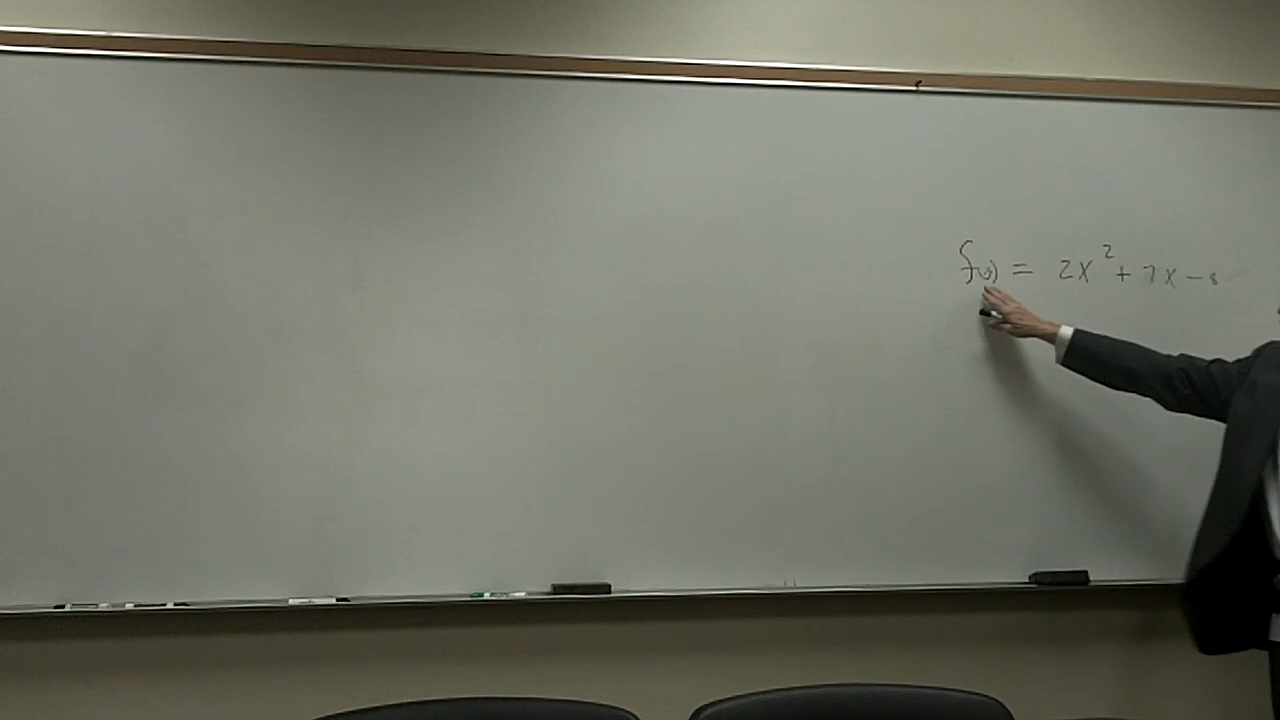 f(x) = 2x² + 7x - 8